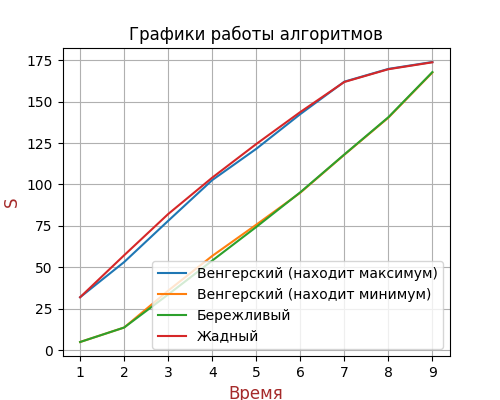 Графики работы алгоритмов
175
150
125
100
75
50
25
0
S
Венгерский (находит максимум)
Венгерский (находит минимум)
Бережливый
Жадный
1 2 3 4 5 6 7 8 9
Время